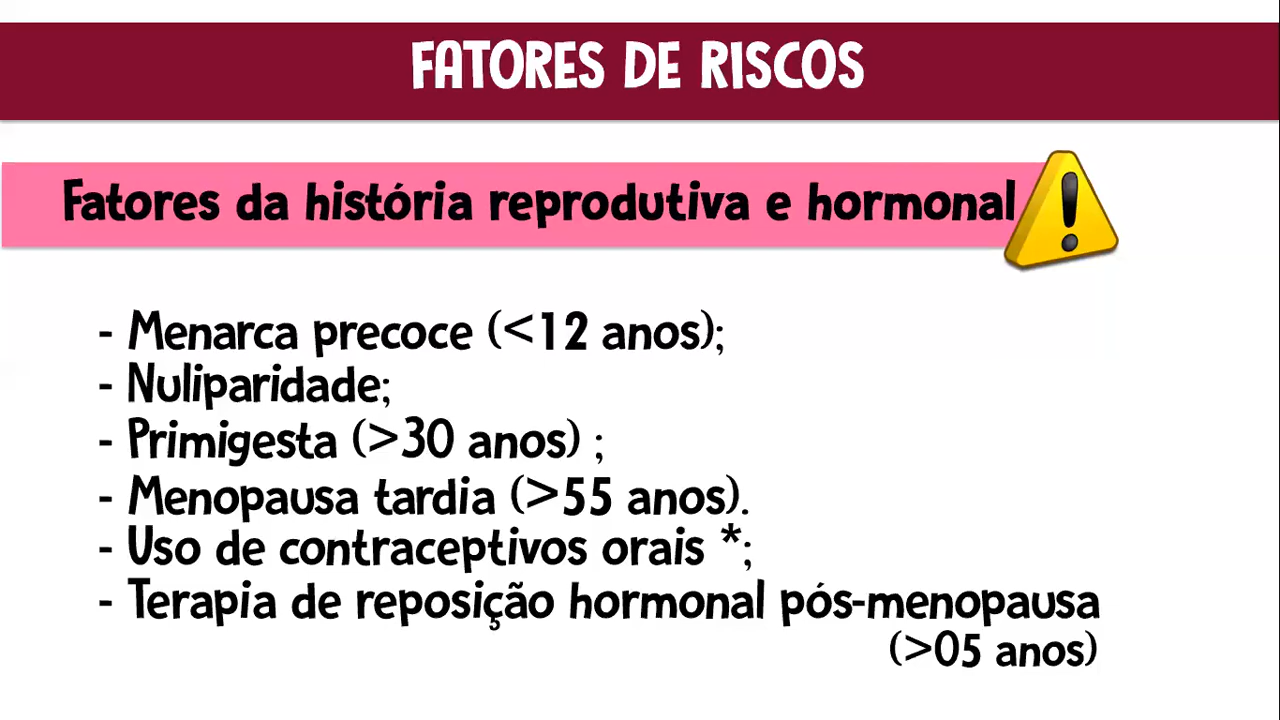 FATORES DE RISCOS
Fatores da história reprodutiva e hormonal
- Menarca precoce (<12 anos);
- Nuliparidade;
- Primigesta (>30 anos) ;
- Menopausa tardia (>55 anos).
- Uso de contraceptivos orais *;
- Terapia de reposição hormonal pós-menopausa
(>05 anos)